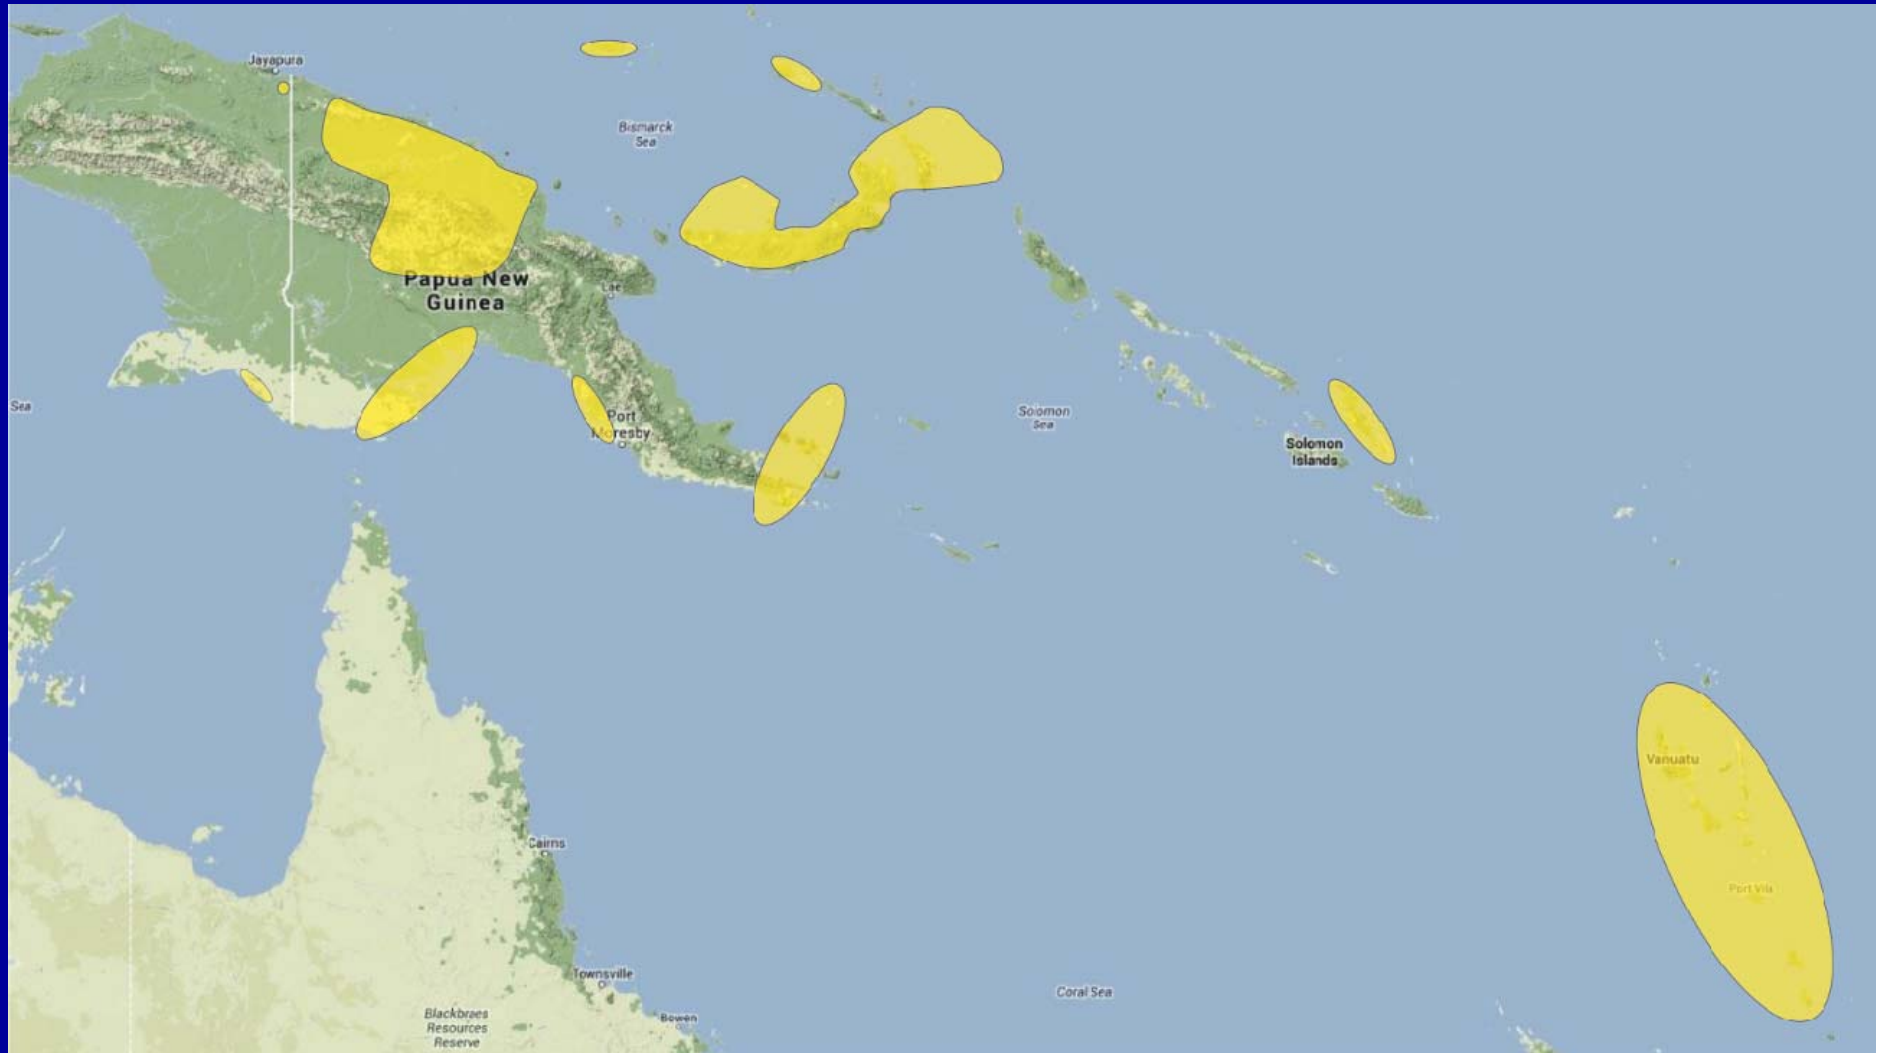 Jayapura
Bismarck
Sea
Papua New
Guinea
Lae
Sea
Port
Moresby
Solomon
Sea
Solomon
Islands
Vanuatu
Cairns
Port Vila
Townsville
Coral Sea
Blackbraes
Resources
Reserve
Bowen